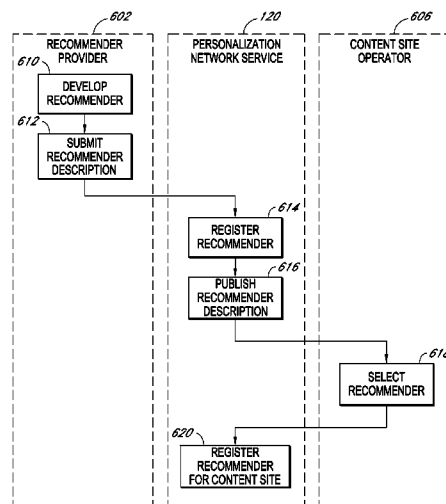 602
120
606
RECOMMENDER
PROVIDER
PERSONALIZATION
NETWORK SERVICE
CONTENT SITE
OPERATOR
610
DEVELOP
RECOMMENDER
612
SUBMIT
RECOMMENDER
DESCRIPTION
614
REGISTER
RECOMMENDER
616
PUBLISH
RECOMMENDER
DESCRIPTION
618
SELECT
RECOMMENDER
620
REGISTER
RECOMMENDER
FOR CONTENT SITE